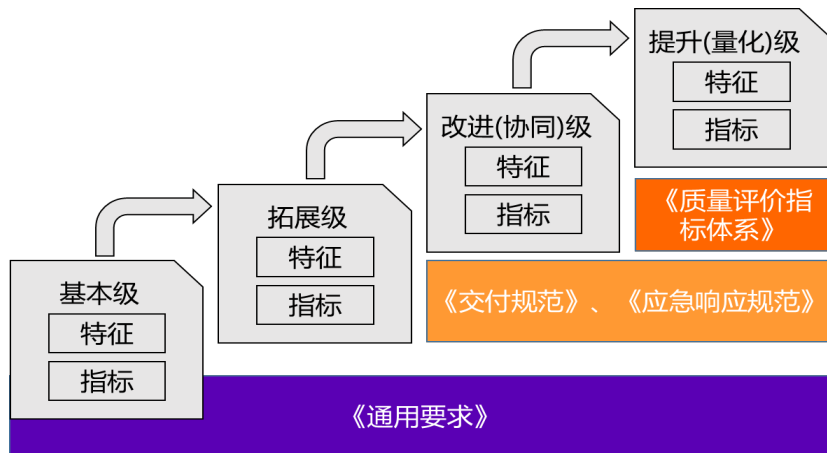 提升(量化)级
特征
指标
改进(协同)级
特征
指标
《质量评价指
标体系》
拓展级
特征
指标
《交付规范》、《应急响应规范》
基本级
特征
指标
《通用要求》